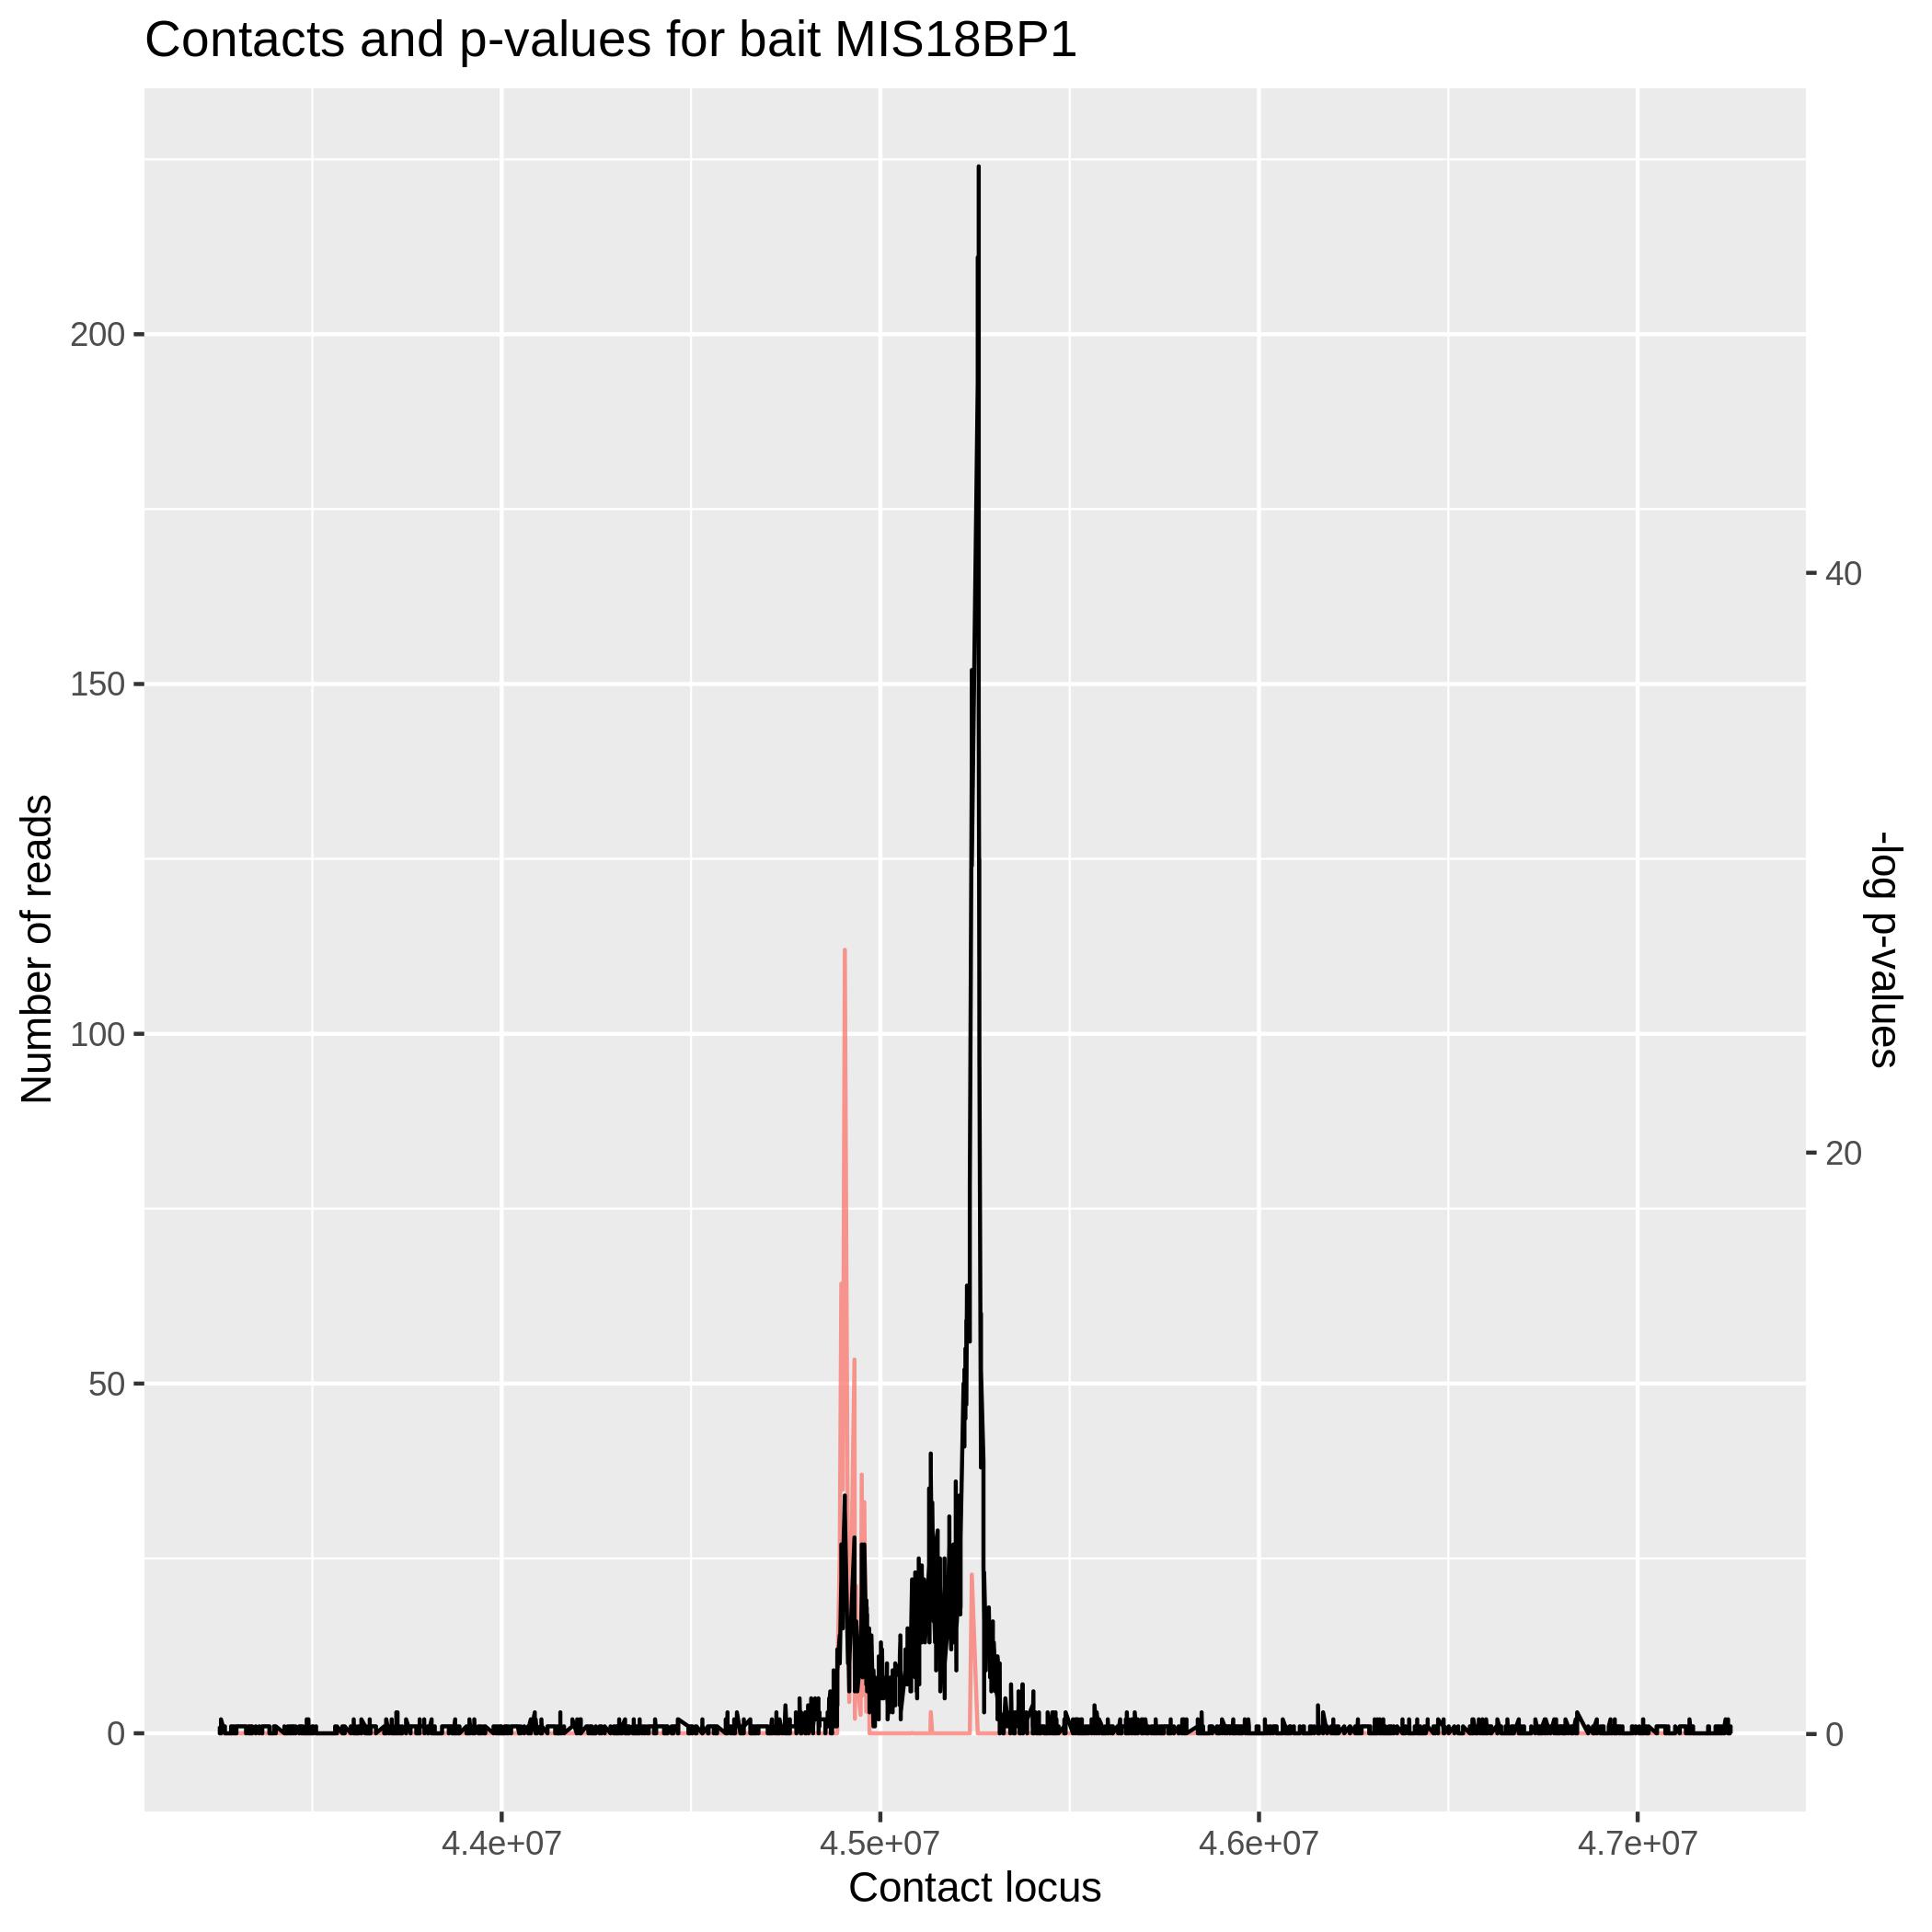 Contacts and p-values for bait MIS18BP1
Number of reads
200
150
100
50
0
40
20
0
-log p-values
4.4e+07
4.5e+07
4.6e+07
4.7e+07
Contact locus